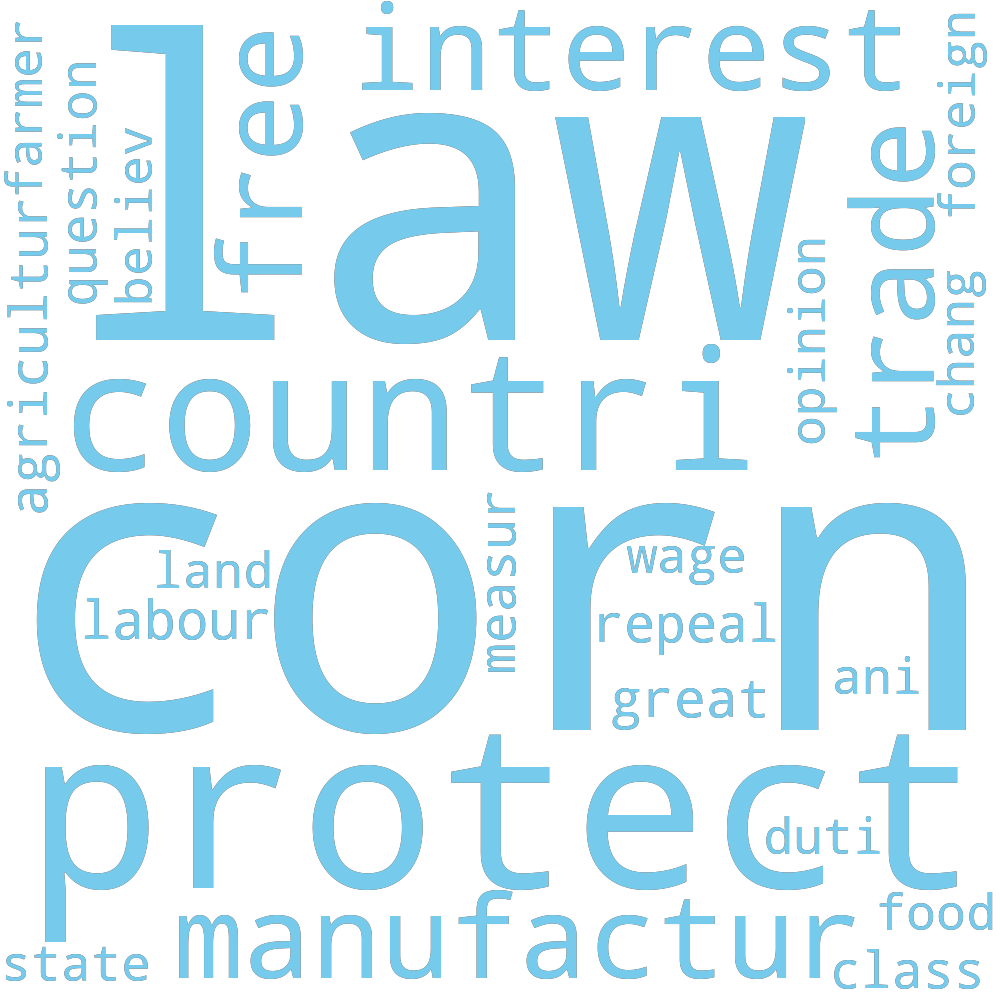 interest
law
free
trade
foreign
farmer
agricultur
question
believ
opinion
chang
countri
corn
measur
land
labour
wage
repeal
great
ani
protect
duti
manufactur
food
state
class